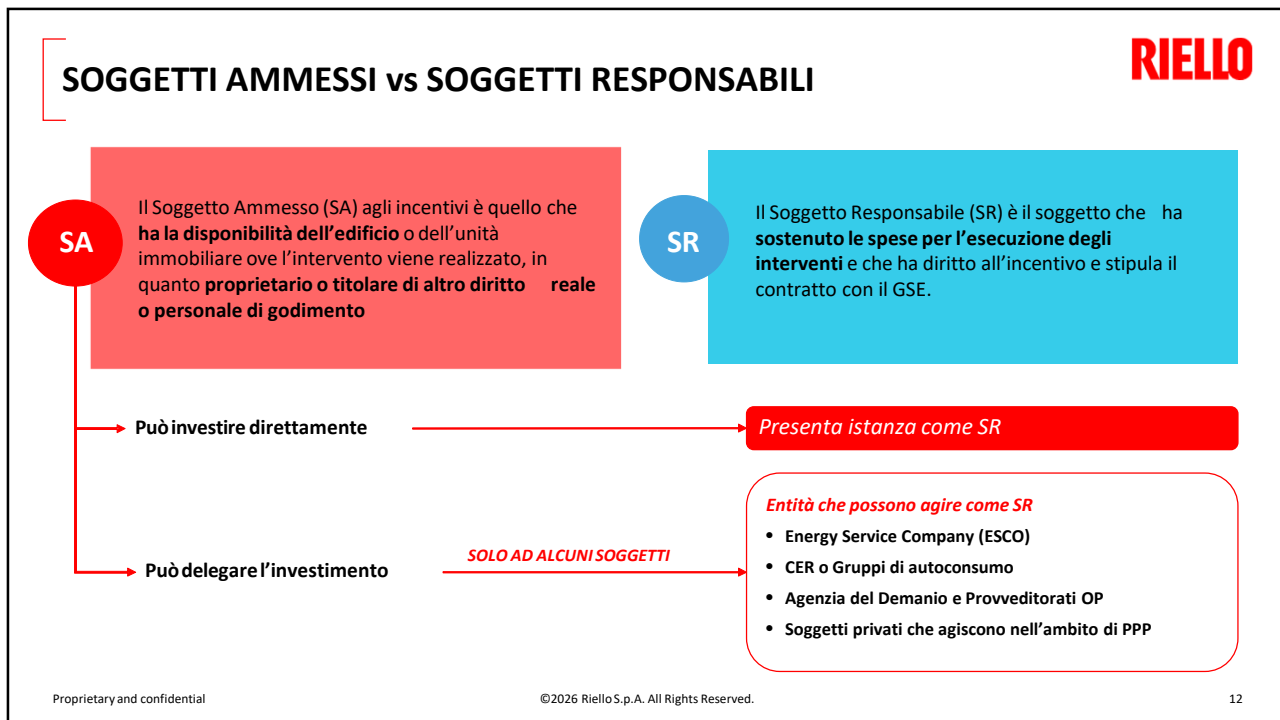 SOGGETTI AMMESSI vs SOGGETTI RESPONSABILI
RIELLO
SA
Il Soggetto Ammesso (SA) agli incentivi è quello che
ha la disponibilità dell’edificio o dell’unità
immobiliare ove l’intervento viene realizzato, in
quanto proprietario o titolare di altro diritto reale
o personale di godimento
SR
Il Soggetto Responsabile (SR) è il soggetto che ha
sostenuto le spese per l’esecuzione degli
interventi e che ha diritto all’incentivo e stipula il
contratto con il GSE.
Può investire direttamente
Presenta istanza come SR
Può delegare l’investimento
SOLO AD ALCUNI SOGGETTI
Entità che possono agire come SR
• Energy Service Company (ESCO)
• CER o Gruppi di autoconsumo
• Agenzia del Demanio e Provveditorati OP
• Soggetti privati che agiscono nell’ambito di PPP
Proprietary and confidential
©2026 Riello S.p.A. All Rights Reserved.
12